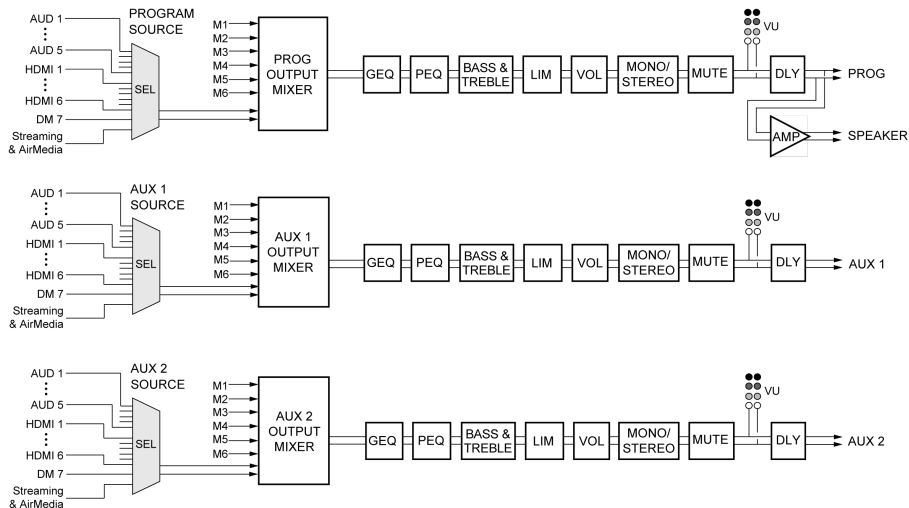 AUD 1
AUD 5
HDMI 1
HDMI 6
DM 7
Streaming
& AirMedia
PROGRAM
SOURCE
SEL
M1
M2
M3
M4
M5
M6
PROG
OUTPUT
MIXER
GEQ
PEQ
BASS &
TREBLE
LIM
VOL
MONO/
STEREO
MUTE
VU
DLY
PROG
AMP
SPEAKER
AUD 1
AUD 5
HDMI 1
HDMI 6
DM 7
Streaming
& AirMedia
AUX 1
SOURCE
SEL
M1
M2
M3
M4
M5
M6
AUX 1
OUTPUT
MIXER
GEQ
PEQ
BASS &
TREBLE
LIM
VOL
MONO/
STEREO
MUTE
VU
DLY
AUX 1
AUD 1
AUD 5
HDMI 1
HDMI 6
DM 7
Streaming
& AirMedia
AUX 2
SOURCE
SEL
M1
M2
M3
M4
M5
M6
AUX 2
OUTPUT
MIXER
GEQ
PEQ
BASS &
TREBLE
LIM
VOL
MONO/
STEREO
MUTE
VU
DLY
AUX 2